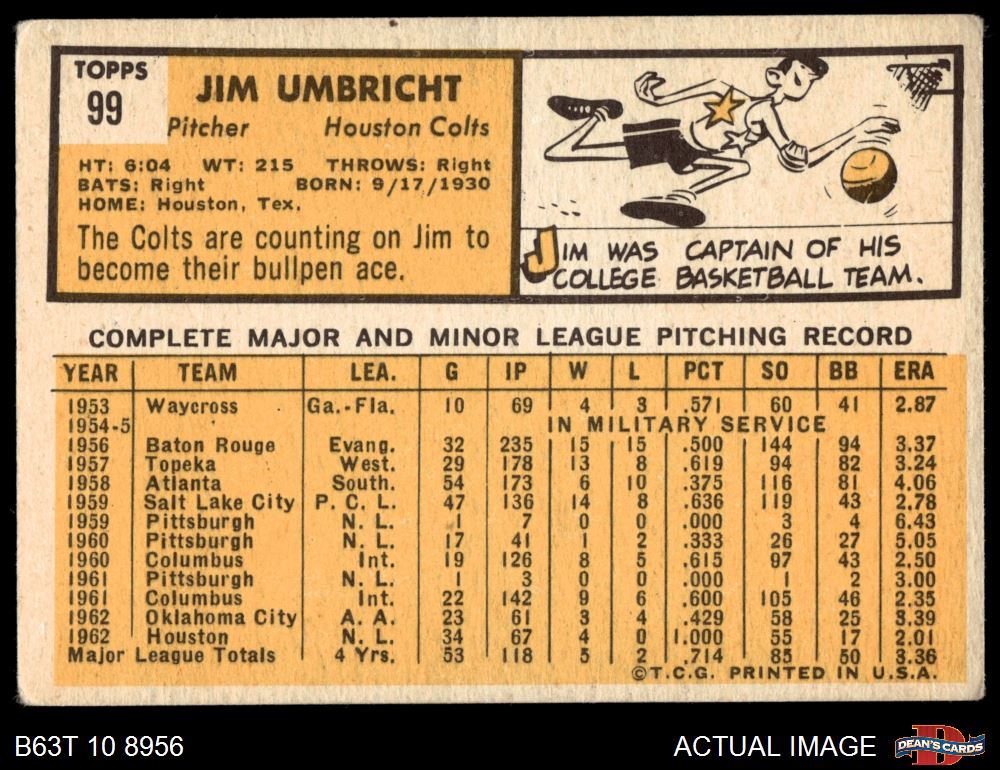 TOPPS
99
JIM UMBRICHT
Pitcher Houston Colts
HT: 6:04 WT: 215 THROWS: Right
BATS: Right BORN: 9/17/1930
HOME: Houston, Tex.
The Colts are counting on Jim to
become their bullpen ace.
JIM WAS CAPTAIN OF HIS
COLLEGE BASKETBALL TEAM.
COMPLETE MAJOR AND MINOR LEAGUE PITCHING RECORD
YEAR TEAM LEA. G IP W L PCT SO BB ERA
1953 Waycross Ga.-Fla. 10 69 4 3 .571 60 41 2.87
1954-5 IN MILITARY SERVICE
1956 Baton Rouge Evang. 32 235 15 15 .500 144 94 3.37
1957 Topeka West. 29 178 13 8 .619 94 82 3.24
1958 Atlanta South. 54 173 6 10 .375 116 81 4.06
1959 Salt Lake City P. C. L. 47 136 14 8 .636 119 43 2.78
1959 Pittsburgh N. L. 1 7 0 0 .000 3 4 6.43
1960 Pittsburgh N. L. 17 41 1 2 .333 26 27 5.05
1960 Columbus Int. 19 126 8 5 .615 97 43 2.50
1961 Pittsburgh N. L. 1 3 0 0 .000 1 2 3.00
1961 Columbus Int. 22 142 9 6 .600 105 46 2.35
1962 Oklahoma City A. A. 23 61 3 4 .429 58 25 3.39
1962 Houston N. L. 34 67 4 0 1.000 55 17 2.01
Major League Totals 4 Yrs. 53 118 5 2 .714 85 50 3.36
©T.C.G. PRINTED IN U.S.A.
B63T 10 8956
ACTUAL IMAGE
D
DEAN'S CARDS